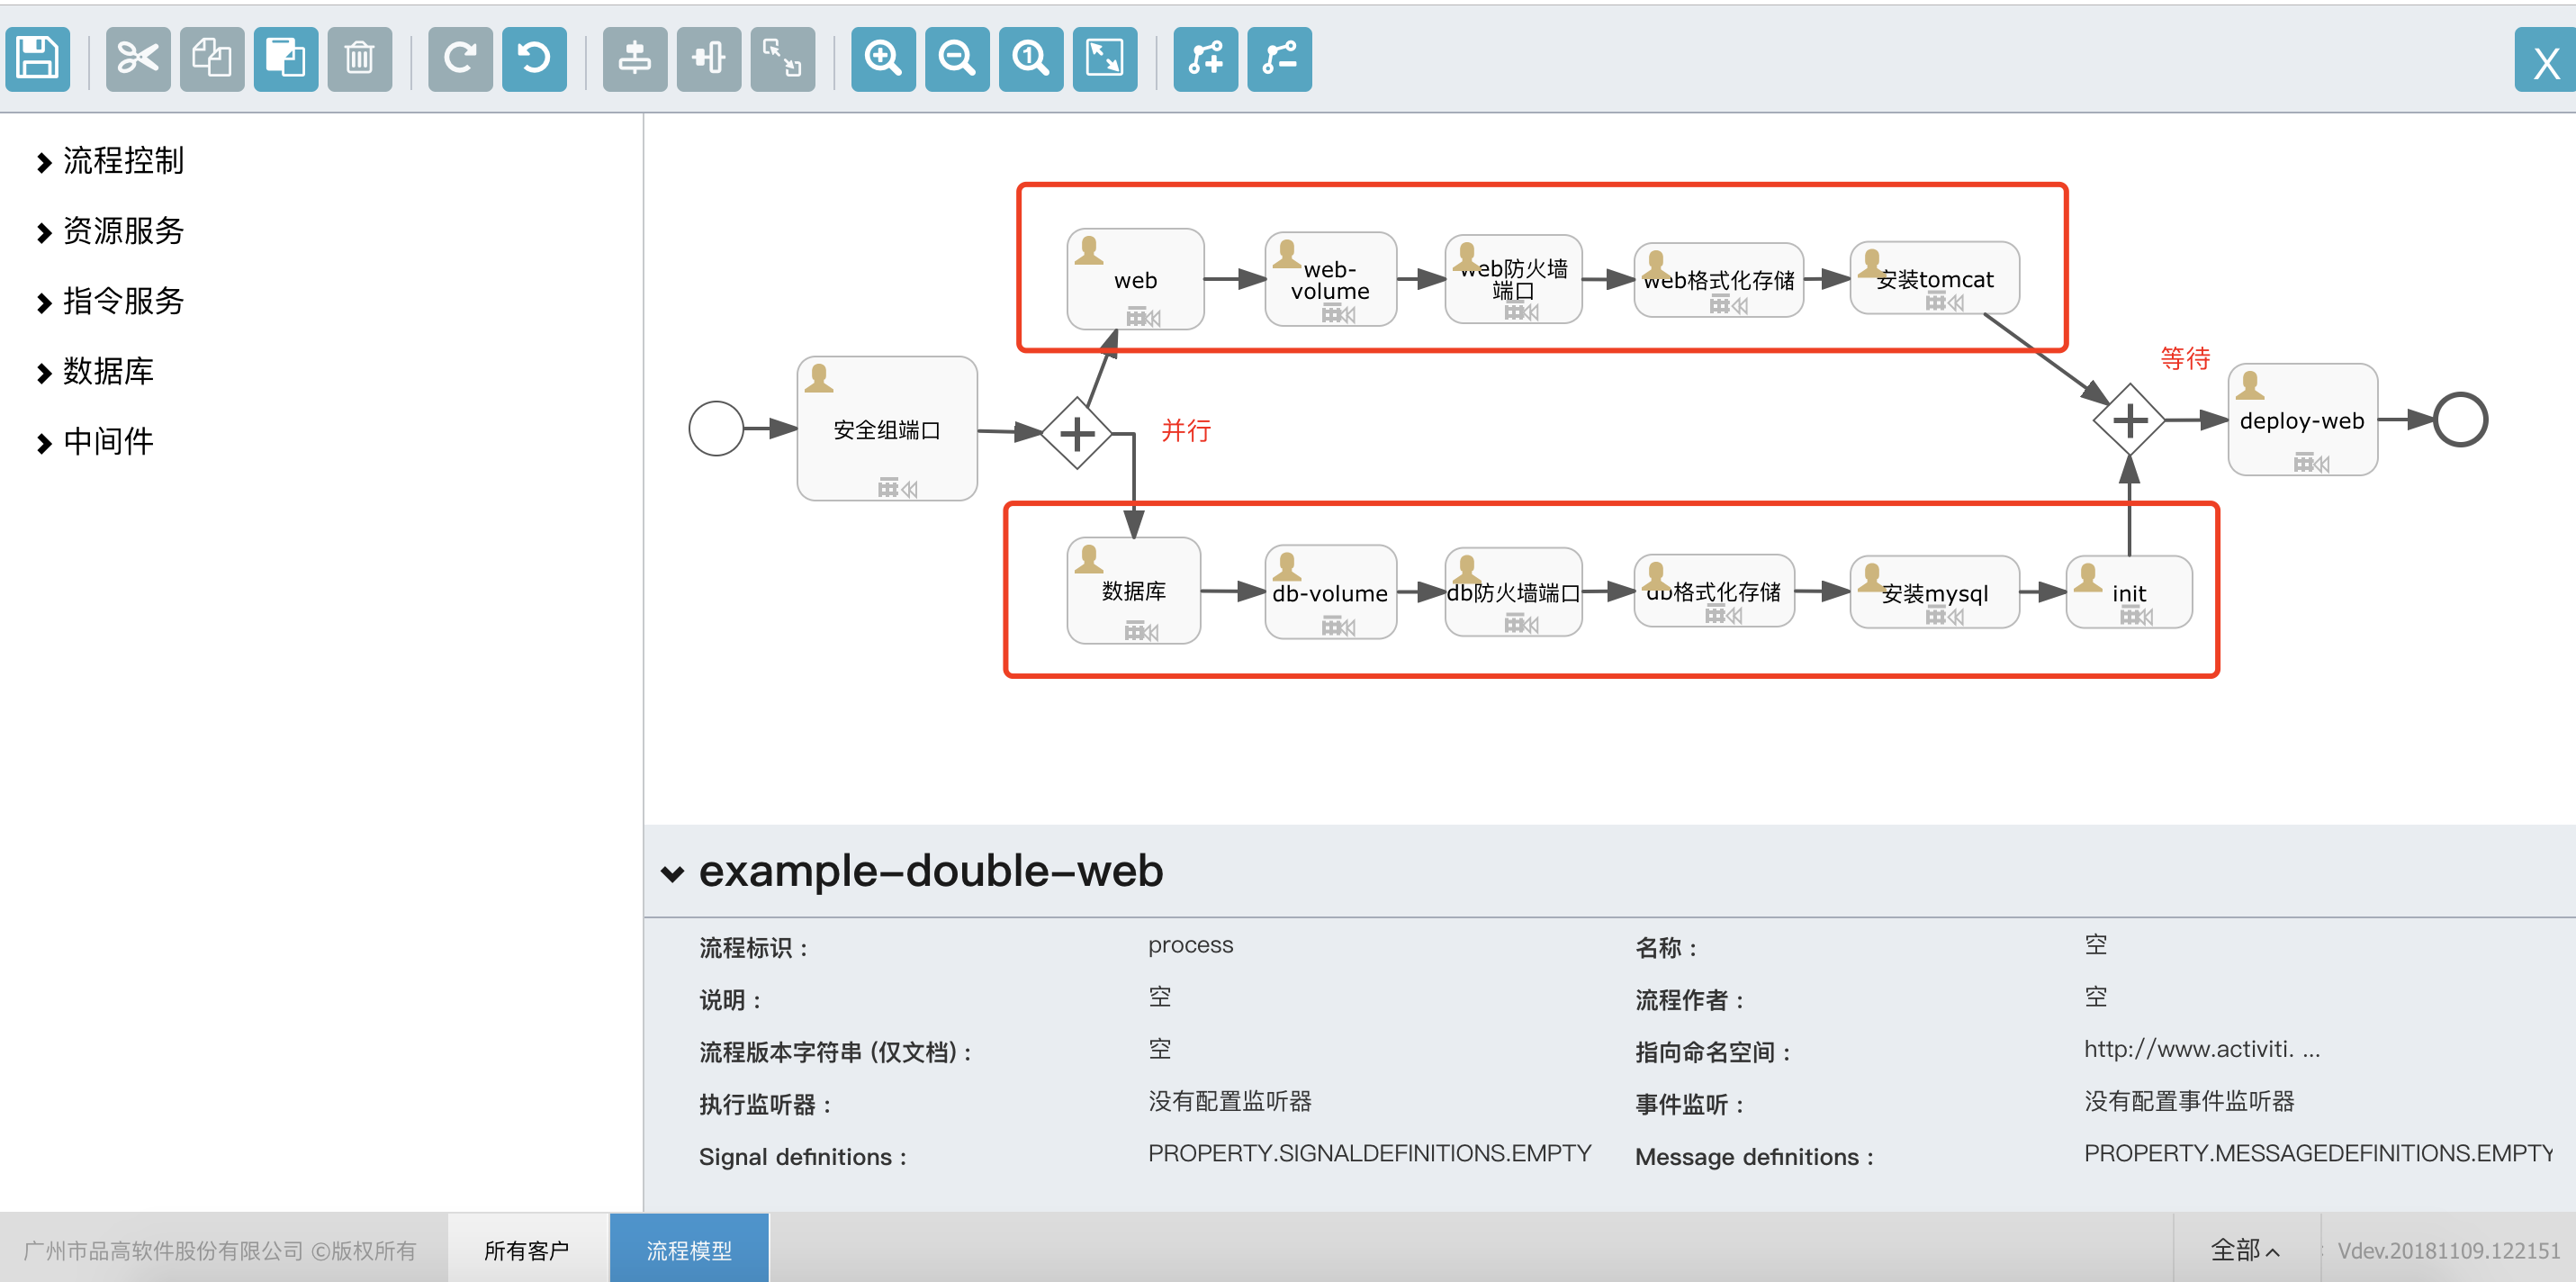 X
流程控制
资源服务
指令服务
数据库
中间件
web
web-
volume
web防火墙
端口
web格式化存储
安装tomcat
等待
安全组端口
并行
deploy-web
数据库
db-volume
db防火墙端口
db格式化存储
安装mysql
init
example-double-web
流程标识：
process
名称：
空
说明：
空
流程作者：
空
流程版本字符串 (仅文档)：
空
指向命名空间：
http://www.activiti. ...
执行监听器：
没有配置监听器
事件监听：
没有配置事件监听器
Signal definitions：
PROPERTY.SIGNALDEFINITIONS.EMPTY
Message definitions：
PROPERTY.MESSAGEDEFINITIONS.EMPTY
广州市品高软件股份有限公司 ©版权所有
所有客户
流程模型
全部
Vdev.20181109.122151